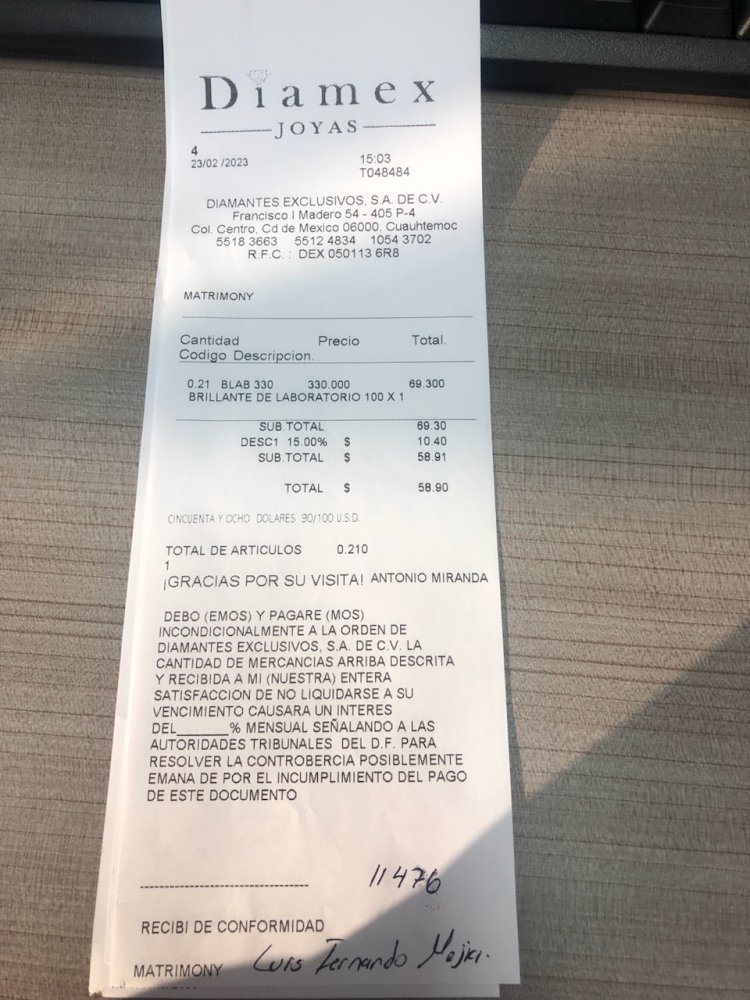 Diamex
JOYAS
4
23/02 /2023 15:03
T048484
DIAMANTES EXCLUSIVOS, S.A. DE C.V.
Francisco I Madero 54 - 405 P-4
Col. Centro, Cd de Mexico 06000, Cuauhtemoc
5518 3663 5512 4834 1054 3702
R.F.C. : DEX 050113 6R8
MATRIMONY
Cantidad Precio Total.
Codigo Descripcion.
0.21 BLAB 330 330.000 69.300
BRILLANTE DE LABORATORIO 100 X 1
SUB.TOTAL 69.30
DESC1 15.00% $ 10.40
SUB.TOTAL $ 58.91
TOTAL $ 58.90
CINCUENTA Y OCHO DOLARES 90/100 U.S.D.
TOTAL DE ARTICULOS 0.210
1
¡GRACIAS POR SU VISITA! ANTONIO MIRANDA
DEBO (EMOS) Y PAGARE (MOS)
INCONDICIONALMENTE A LA ORDEN DE
DIAMANTES EXCLUSIVOS, S.A. DE C.V. LA
CANTIDAD DE MERCANCIAS ARRIBA DESCRITA
Y RECIBIDA A MI (NUESTRA) ENTERA
SATISFACCION DE NO LIQUIDARSE A SU
VENCIMIENTO CAUSARA UN INTERES
DEL______% MENSUAL SEÑALANDO A LAS
AUTORIDADES TRIBUNALES DEL D.F. PARA
RESOLVER LA CONTROBERCIA POSIBLEMENTE
EMANA DE POR EL INCUMPLIMIENTO DEL PAGO
DE ESTE DOCUMENTO
11476
RECIBI DE CONFORMIDAD
MATRIMONY Luis Fernando Mejia.